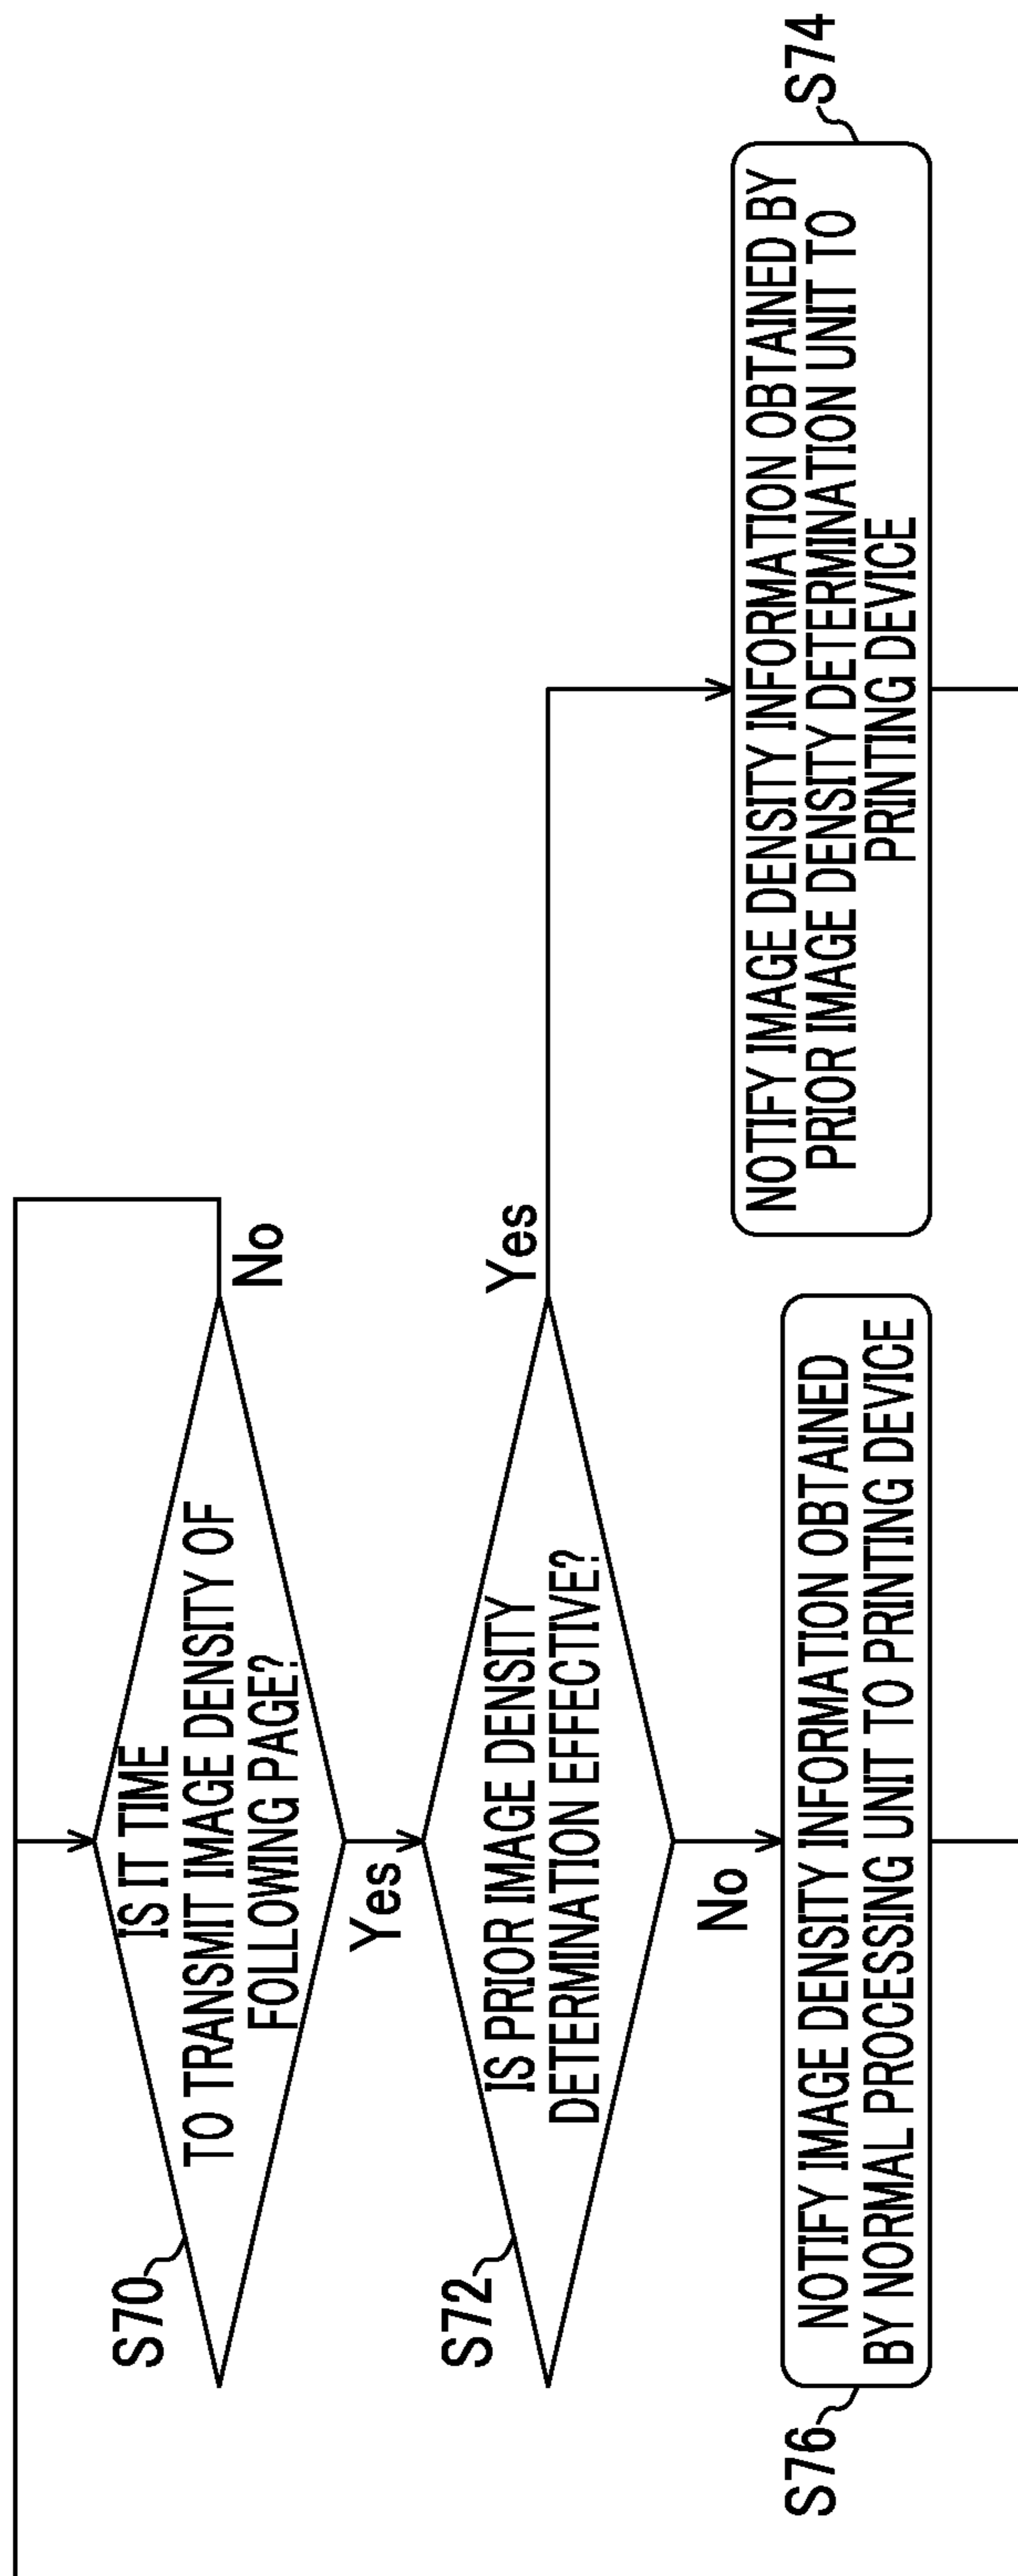 S70
IS IT TIME
TO TRANSMIT IMAGE DENSITY OF
FOLLOWING PAGE?
No
Yes
S72
IS PRIOR IMAGE DENSITY
DETERMINATION EFFECTIVE?
Yes
No
S76
NOTIFY IMAGE DENSITY INFORMATION OBTAINED
BY NORMAL PROCESSING UNIT TO PRINTING DEVICE
S74
NOTIFY IMAGE DENSITY INFORMATION OBTAINED BY
PRIOR IMAGE DENSITY DETERMINATION UNIT TO
PRINTING DEVICE